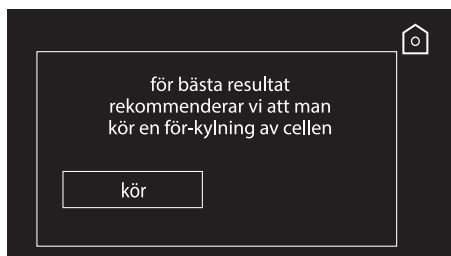 för bästa resultat
rekommenderar vi att man
kör en för-kylning av cellen
kör